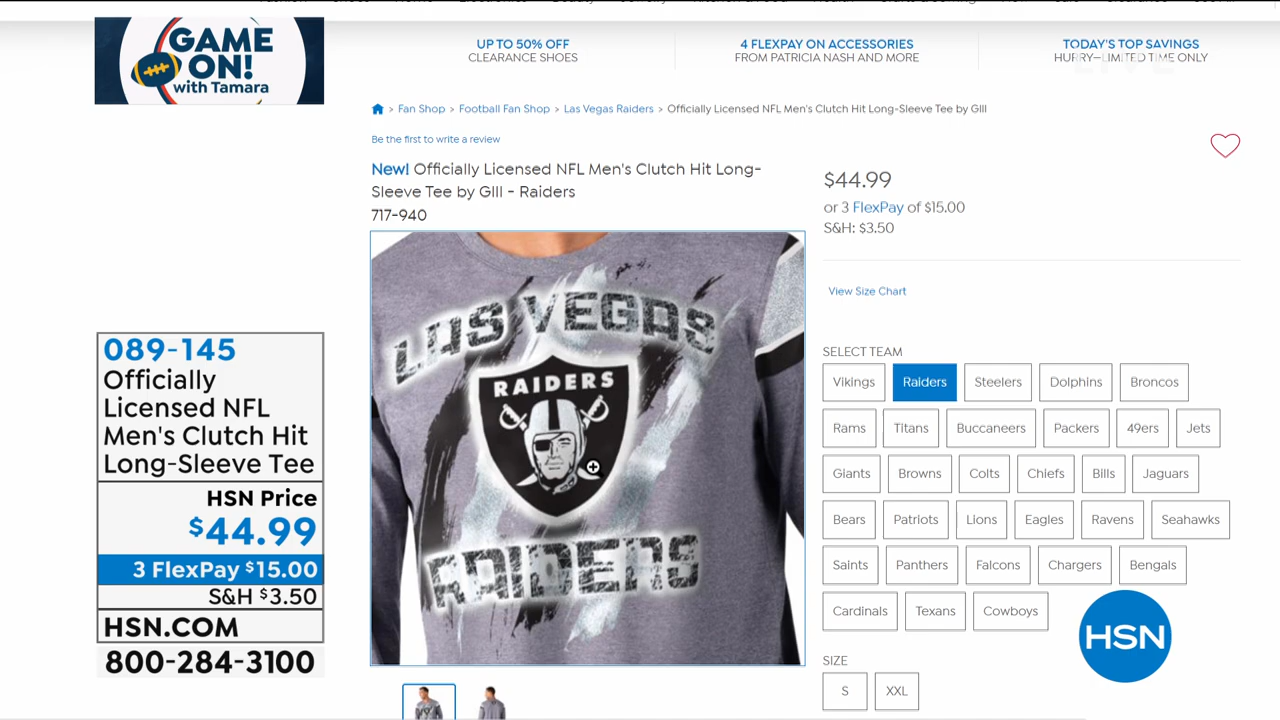 GAME
ON!
with Tamara
UP TO 50% OFF
CLEARANCE SHOES
4 FLEXPAY ON ACCESSORIES
FROM PATRICIA NASH AND MORE
TODAY'S TOP SAVINGS
HURRY—LIMITED TIME ONLY
LIVE
> Fan Shop > Football Fan Shop > Las Vegas Raiders > Officially Licensed NFL Men's Clutch Hit Long-Sleeve Tee by GIII
Be the first to write a review
New! Officially Licensed NFL Men's Clutch Hit Long-
Sleeve Tee by GIII - Raiders
717-940
$44.99
or 3 FlexPay of $15.00
S&H: $3.50
View Size Chart
LAS VEGAS
RAIDERS
RAIDERS
SELECT TEAM
Vikings Raiders Steelers Dolphins Broncos
Rams Titans Buccaneers Packers 49ers Jets
Giants Browns Colts Chiefs Bills Jaguars
Bears Patriots Lions Eagles Ravens Seahawks
Saints Panthers Falcons Chargers Bengals
Cardinals Texans Cowboys
SIZE
S XXL
089-145
Officially
Licensed NFL
Men's Clutch Hit
Long-Sleeve Tee
HSN Price
$44.99
3 FlexPay $15.00
S&H $3.50
HSN.COM
800-284-3100
HSN